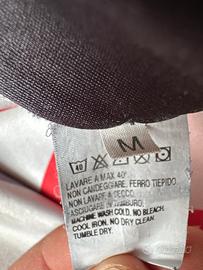 M
40
LAVARE A MAX 40°
NON CANDEGGIARE. FERRO TIEPIDO
NON LAVARE A SECCO.
ASCIUGARE IN TAMBURO.
MACHINE WASH COLD. NO BLEACH.
COOL IRON. NO DRY CLEAN.
TUMBLE DRY.